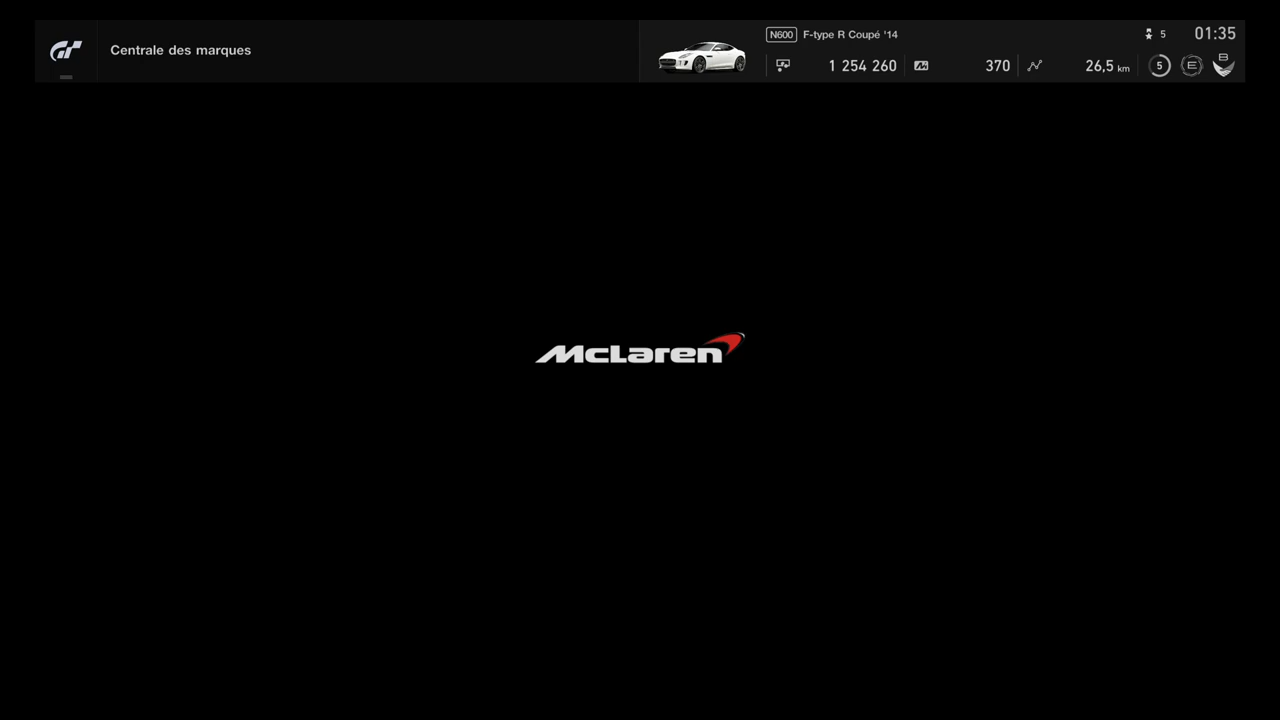 GT
Centrale des marques
N600 F-type R Coupé '14
5
01:35
1 254 260
370
26,5 km
5
E
B
McLaren